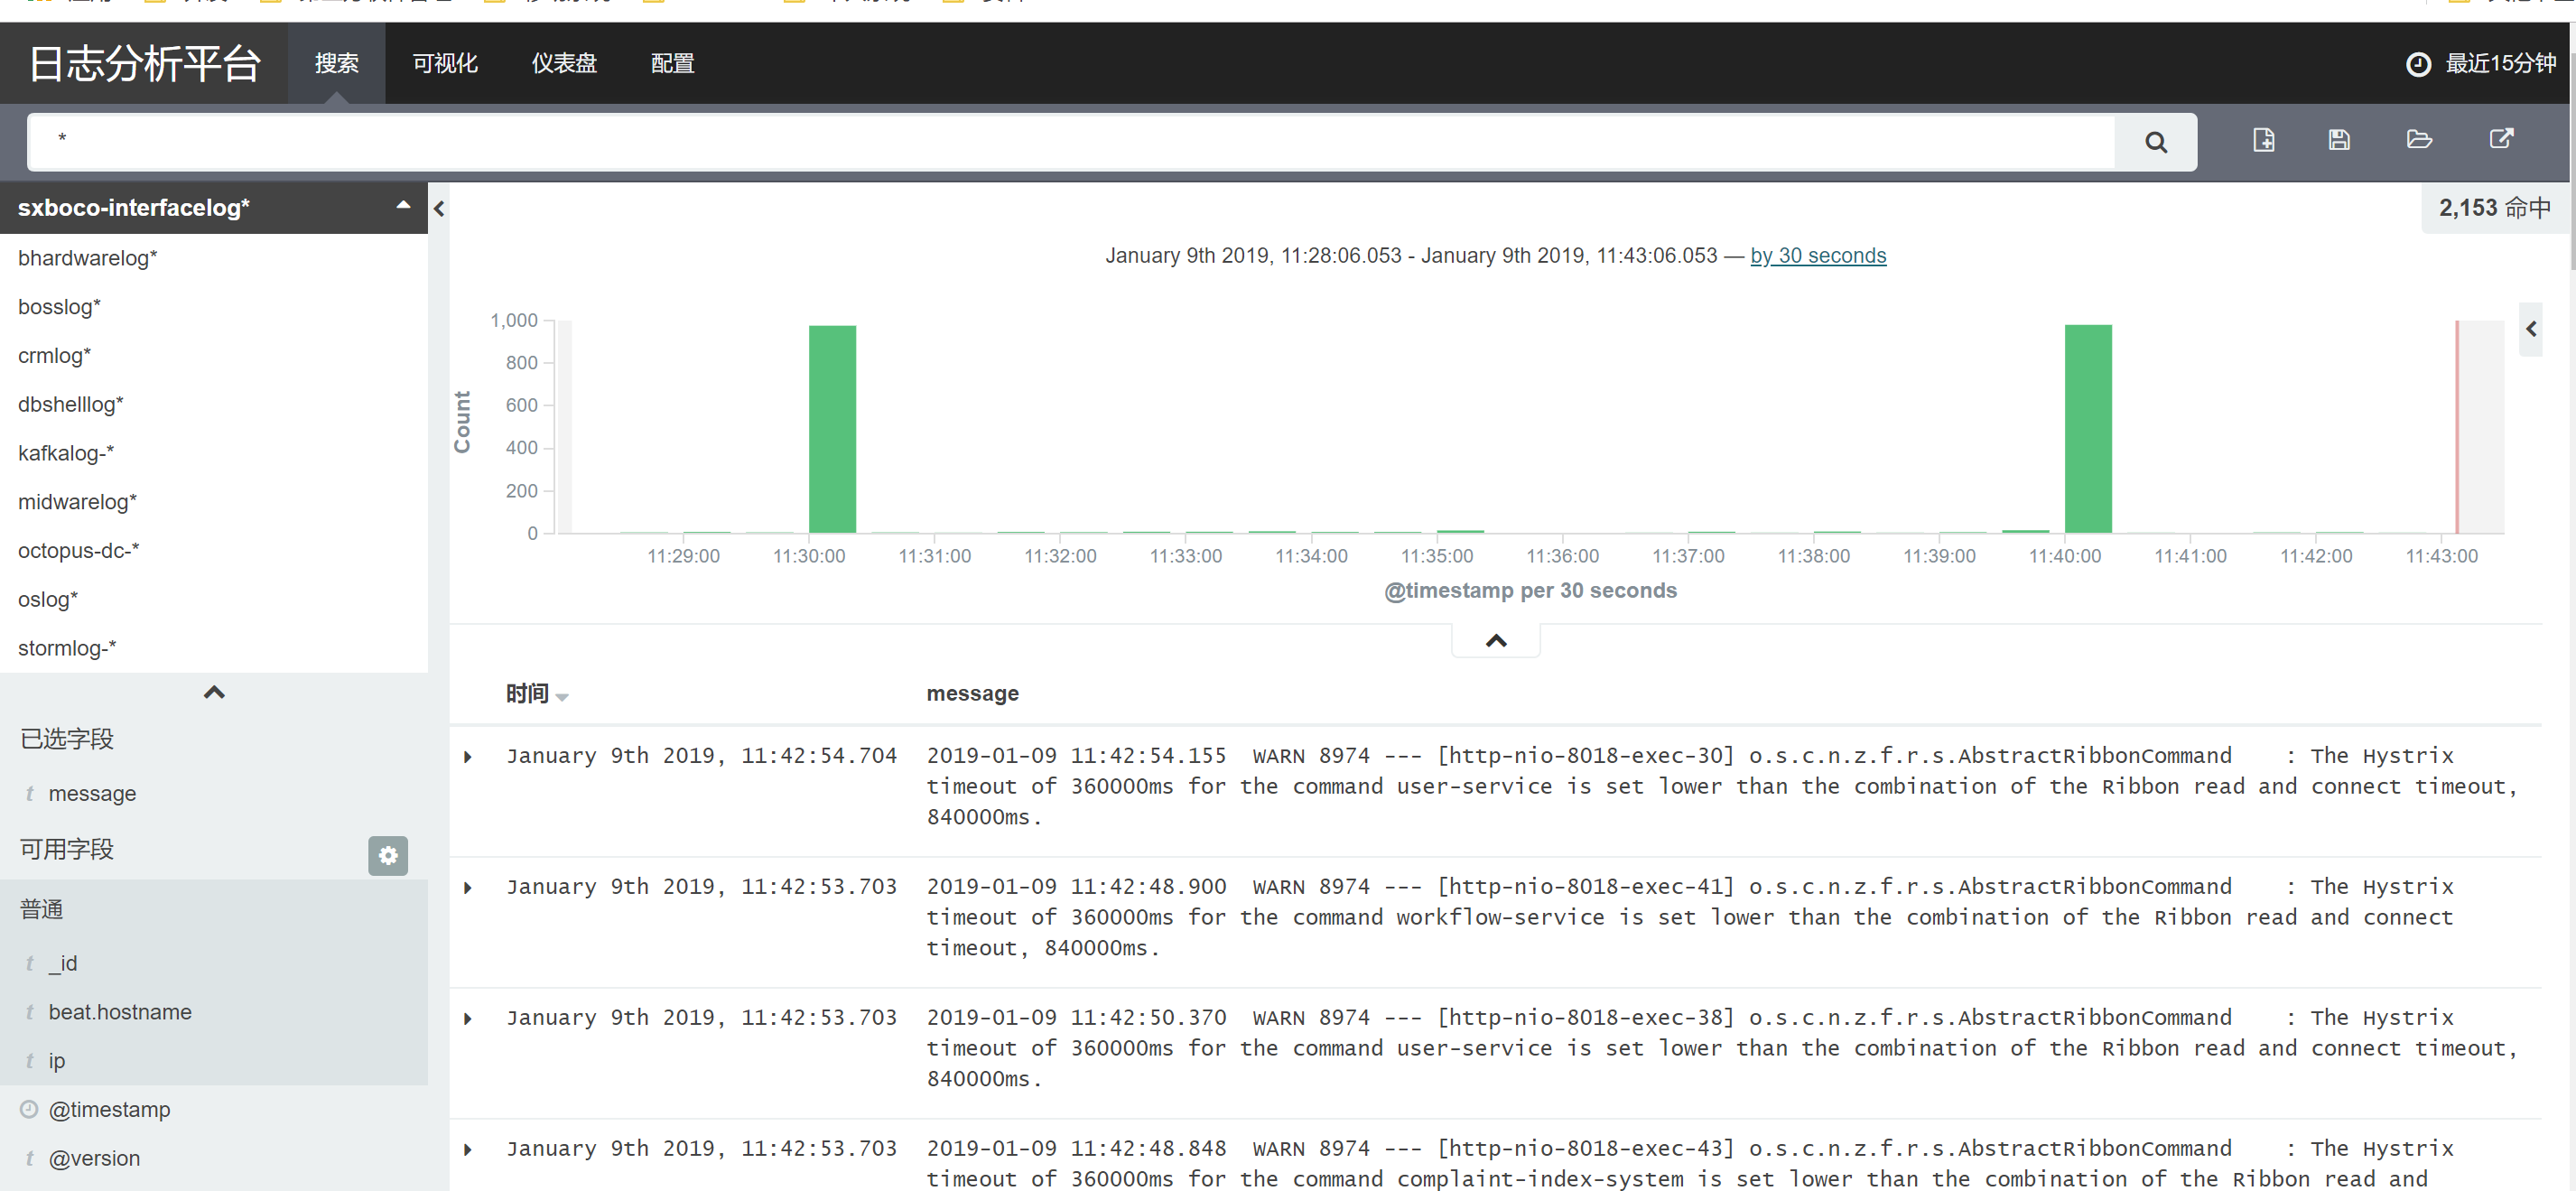 日志分析平台 搜索 可视化 仪表盘 配置 最近15分钟
*
sxboco-interfacelog*
bhardwarelog*
bosslog*
crmlog*
dbshelllog*
kafkalog-*
midwarelog*
octopus-dc-*
oslog*
stormlog-*
已选字段
t message
可用字段
普通
t _id
t beat.hostname
t ip
@timestamp
t @version
2,153 命中
January 9th 2019, 11:28:06.053 - January 9th 2019, 11:43:06.053 — by 30 seconds
Count
1,000
800
600
400
200
0
11:29:00 11:30:00 11:31:00 11:32:00 11:33:00 11:34:00 11:35:00 11:36:00 11:37:00 11:38:00 11:39:00 11:40:00 11:41:00 11:42:00 11:43:00
@timestamp per 30 seconds
时间 message
January 9th 2019, 11:42:54.704 2019-01-09 11:42:54.155  WARN 8974 --- [http-nio-8018-exec-30] o.s.c.n.z.f.r.s.AbstractRibbonCommand    : The Hystrix
timeout of 360000ms for the command user-service is set lower than the combination of the Ribbon read and connect timeout,
840000ms.
January 9th 2019, 11:42:53.703 2019-01-09 11:42:48.900  WARN 8974 --- [http-nio-8018-exec-41] o.s.c.n.z.f.r.s.AbstractRibbonCommand    : The Hystrix
timeout of 360000ms for the command workflow-service is set lower than the combination of the Ribbon read and connect
timeout, 840000ms.
January 9th 2019, 11:42:53.703 2019-01-09 11:42:50.370  WARN 8974 --- [http-nio-8018-exec-38] o.s.c.n.z.f.r.s.AbstractRibbonCommand    : The Hystrix
timeout of 360000ms for the command user-service is set lower than the combination of the Ribbon read and connect timeout,
840000ms.
January 9th 2019, 11:42:53.703 2019-01-09 11:42:48.848  WARN 8974 --- [http-nio-8018-exec-43] o.s.c.n.z.f.r.s.AbstractRibbonCommand    : The Hystrix
timeout of 360000ms for the command complaint-index-system is set lower than the combination of the Ribbon read and